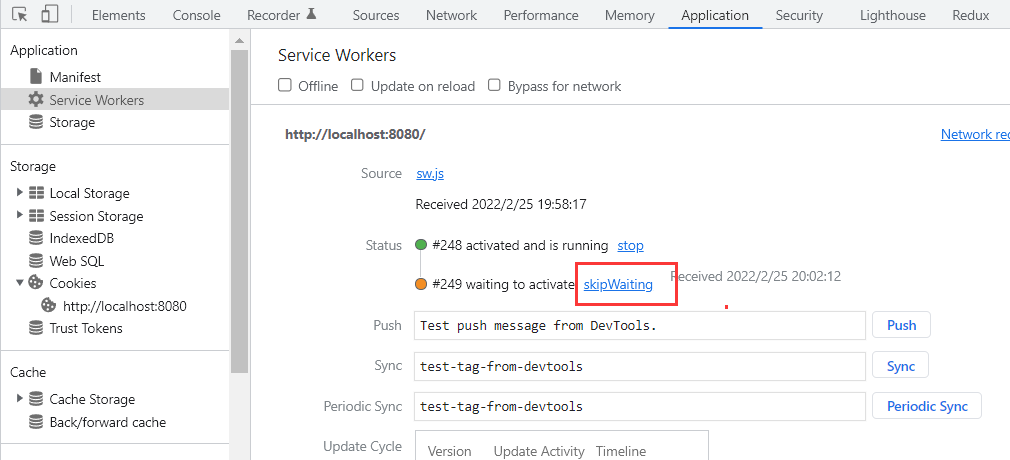 Elements Console Recorder Sources Network Performance Memory Application Security Lighthouse Redux
Application
Manifest
Service Workers
Storage
Storage
Local Storage
Session Storage
IndexedDB
Web SQL
Cookies
http://localhost:8080
Trust Tokens
Cache
Cache Storage
Back/forward cache
Service Workers
Offline Update on reload Bypass for network
http://localhost:8080/ Network rec
Source sw.js
Received 2022/2/25 19:58:17
Status #248 activated and is running stop
#249 waiting to activate skipWaiting Received 2022/2/25 20:02:12
Push Test push message from DevTools. Push
Sync test-tag-from-devtools Sync
Periodic Sync test-tag-from-devtools Periodic Sync
Update Cycle Version Update Activity Timeline